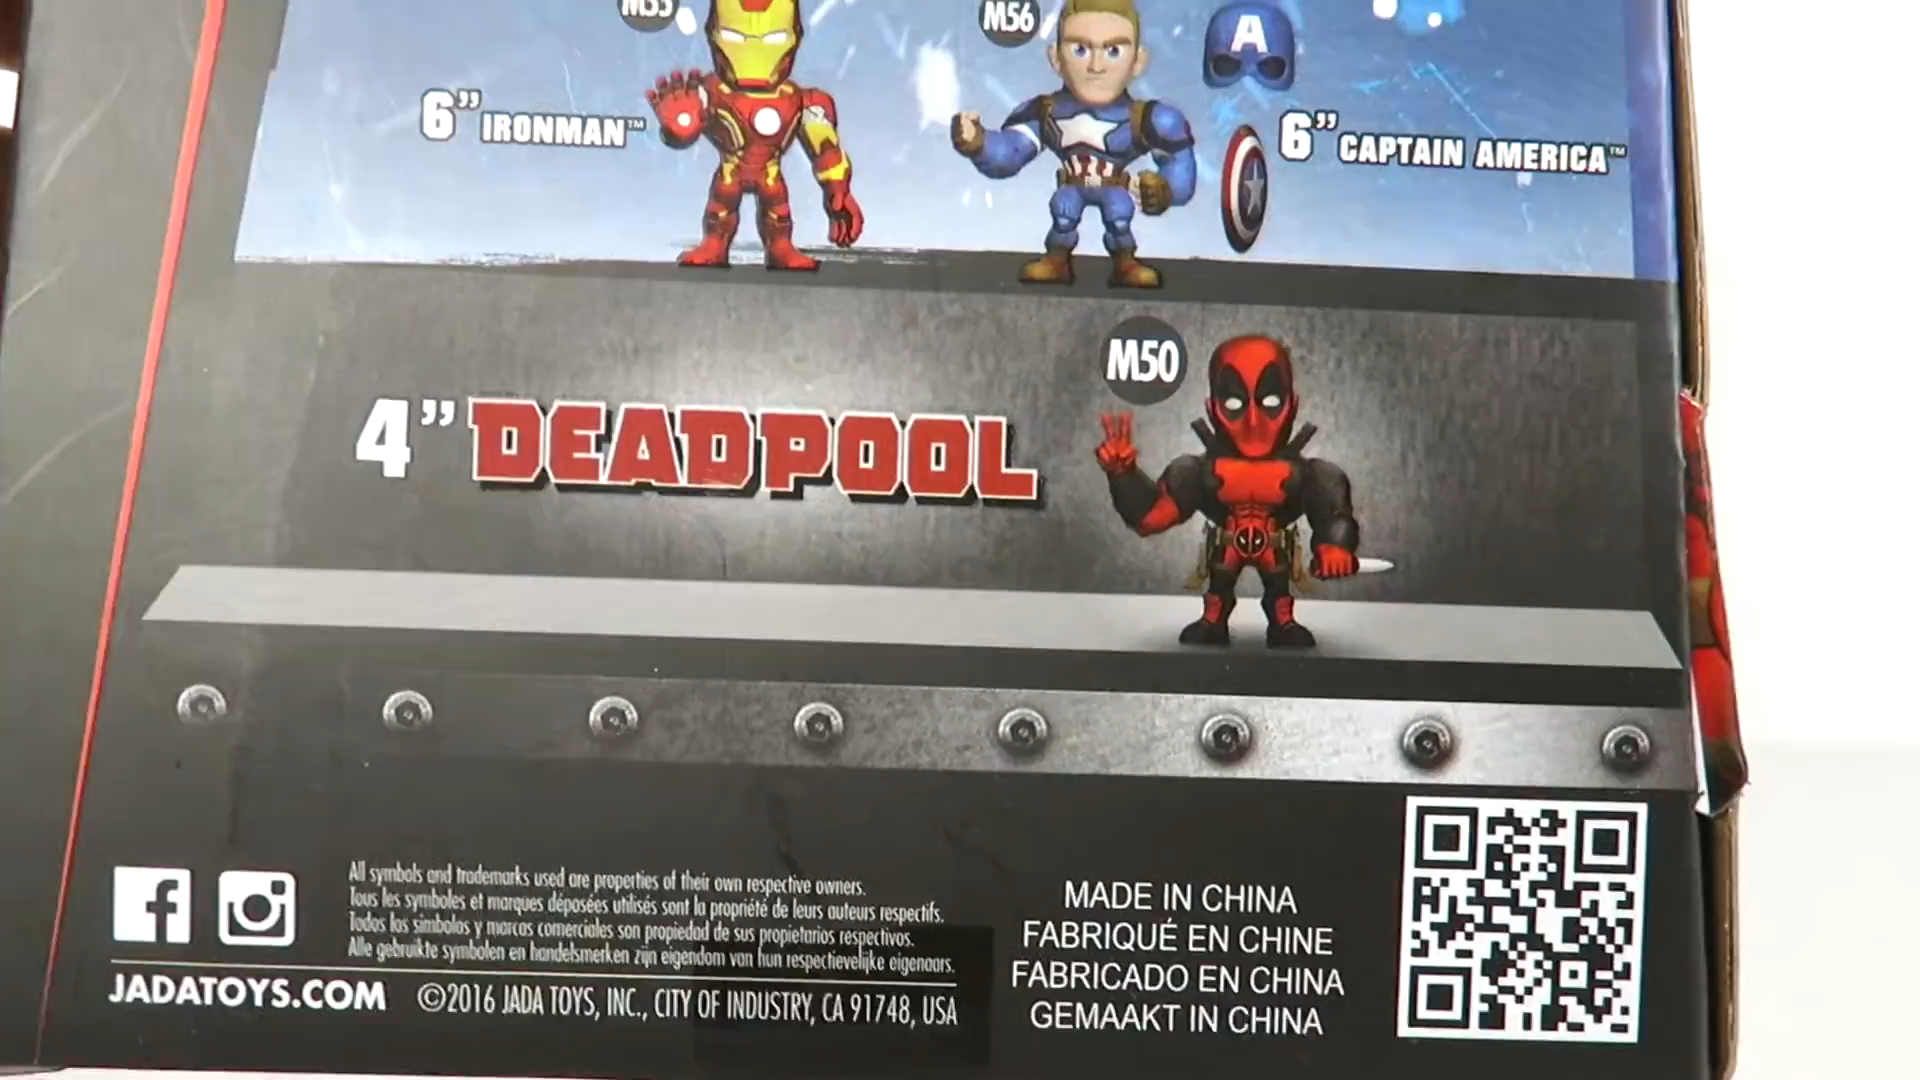 M55
M56
A
6” IRONMAN™
6” CAPTAIN AMERICA™
M50
4” DEADPOOL
All symbols and trademarks used are properties of their own respective owners.
Tous les symboles et marques déposées utilisés sont la propriété de leurs auteurs respectifs.
Todos los simbolos y marcas comerciales son propiedad de sus propietarios respectivos.
Alle gebruikte symbolen en handelsmerken zijn eigendom van hun respectievelijke eigenaars.
JADATOYS.COM
©2016 JADA TOYS, INC., CITY OF INDUSTRY, CA 91748, USA
MADE IN CHINA
FABRIQUÉ EN CHINE
FABRICADO EN CHINA
GEMAAKT IN CHINA